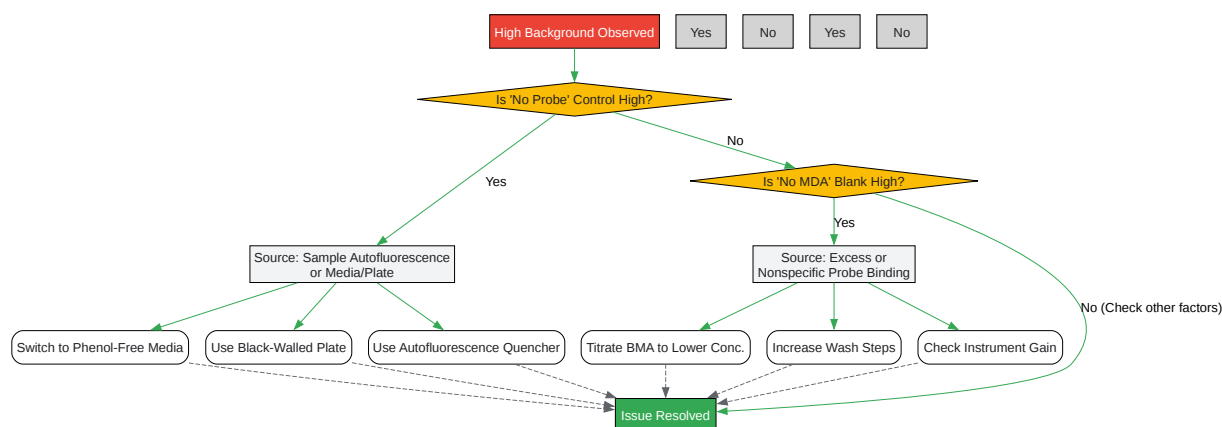 High Background Observed
Yes
No
Yes
No
Is 'No Probe' Control High?
No
Yes
Is 'No MDA' Blank High?
Yes
Source: Sample Autofluorescence
or Media/Plate
Source: Excess or
Nonspecific Probe Binding
No (Check other factors)
Switch to Phenol-Free Media
Use Black-Walled Plate
Use Autofluorescence Quencher
Titrate BMA to Lower Conc.
Increase Wash Steps
Check Instrument Gain
Issue Resolved